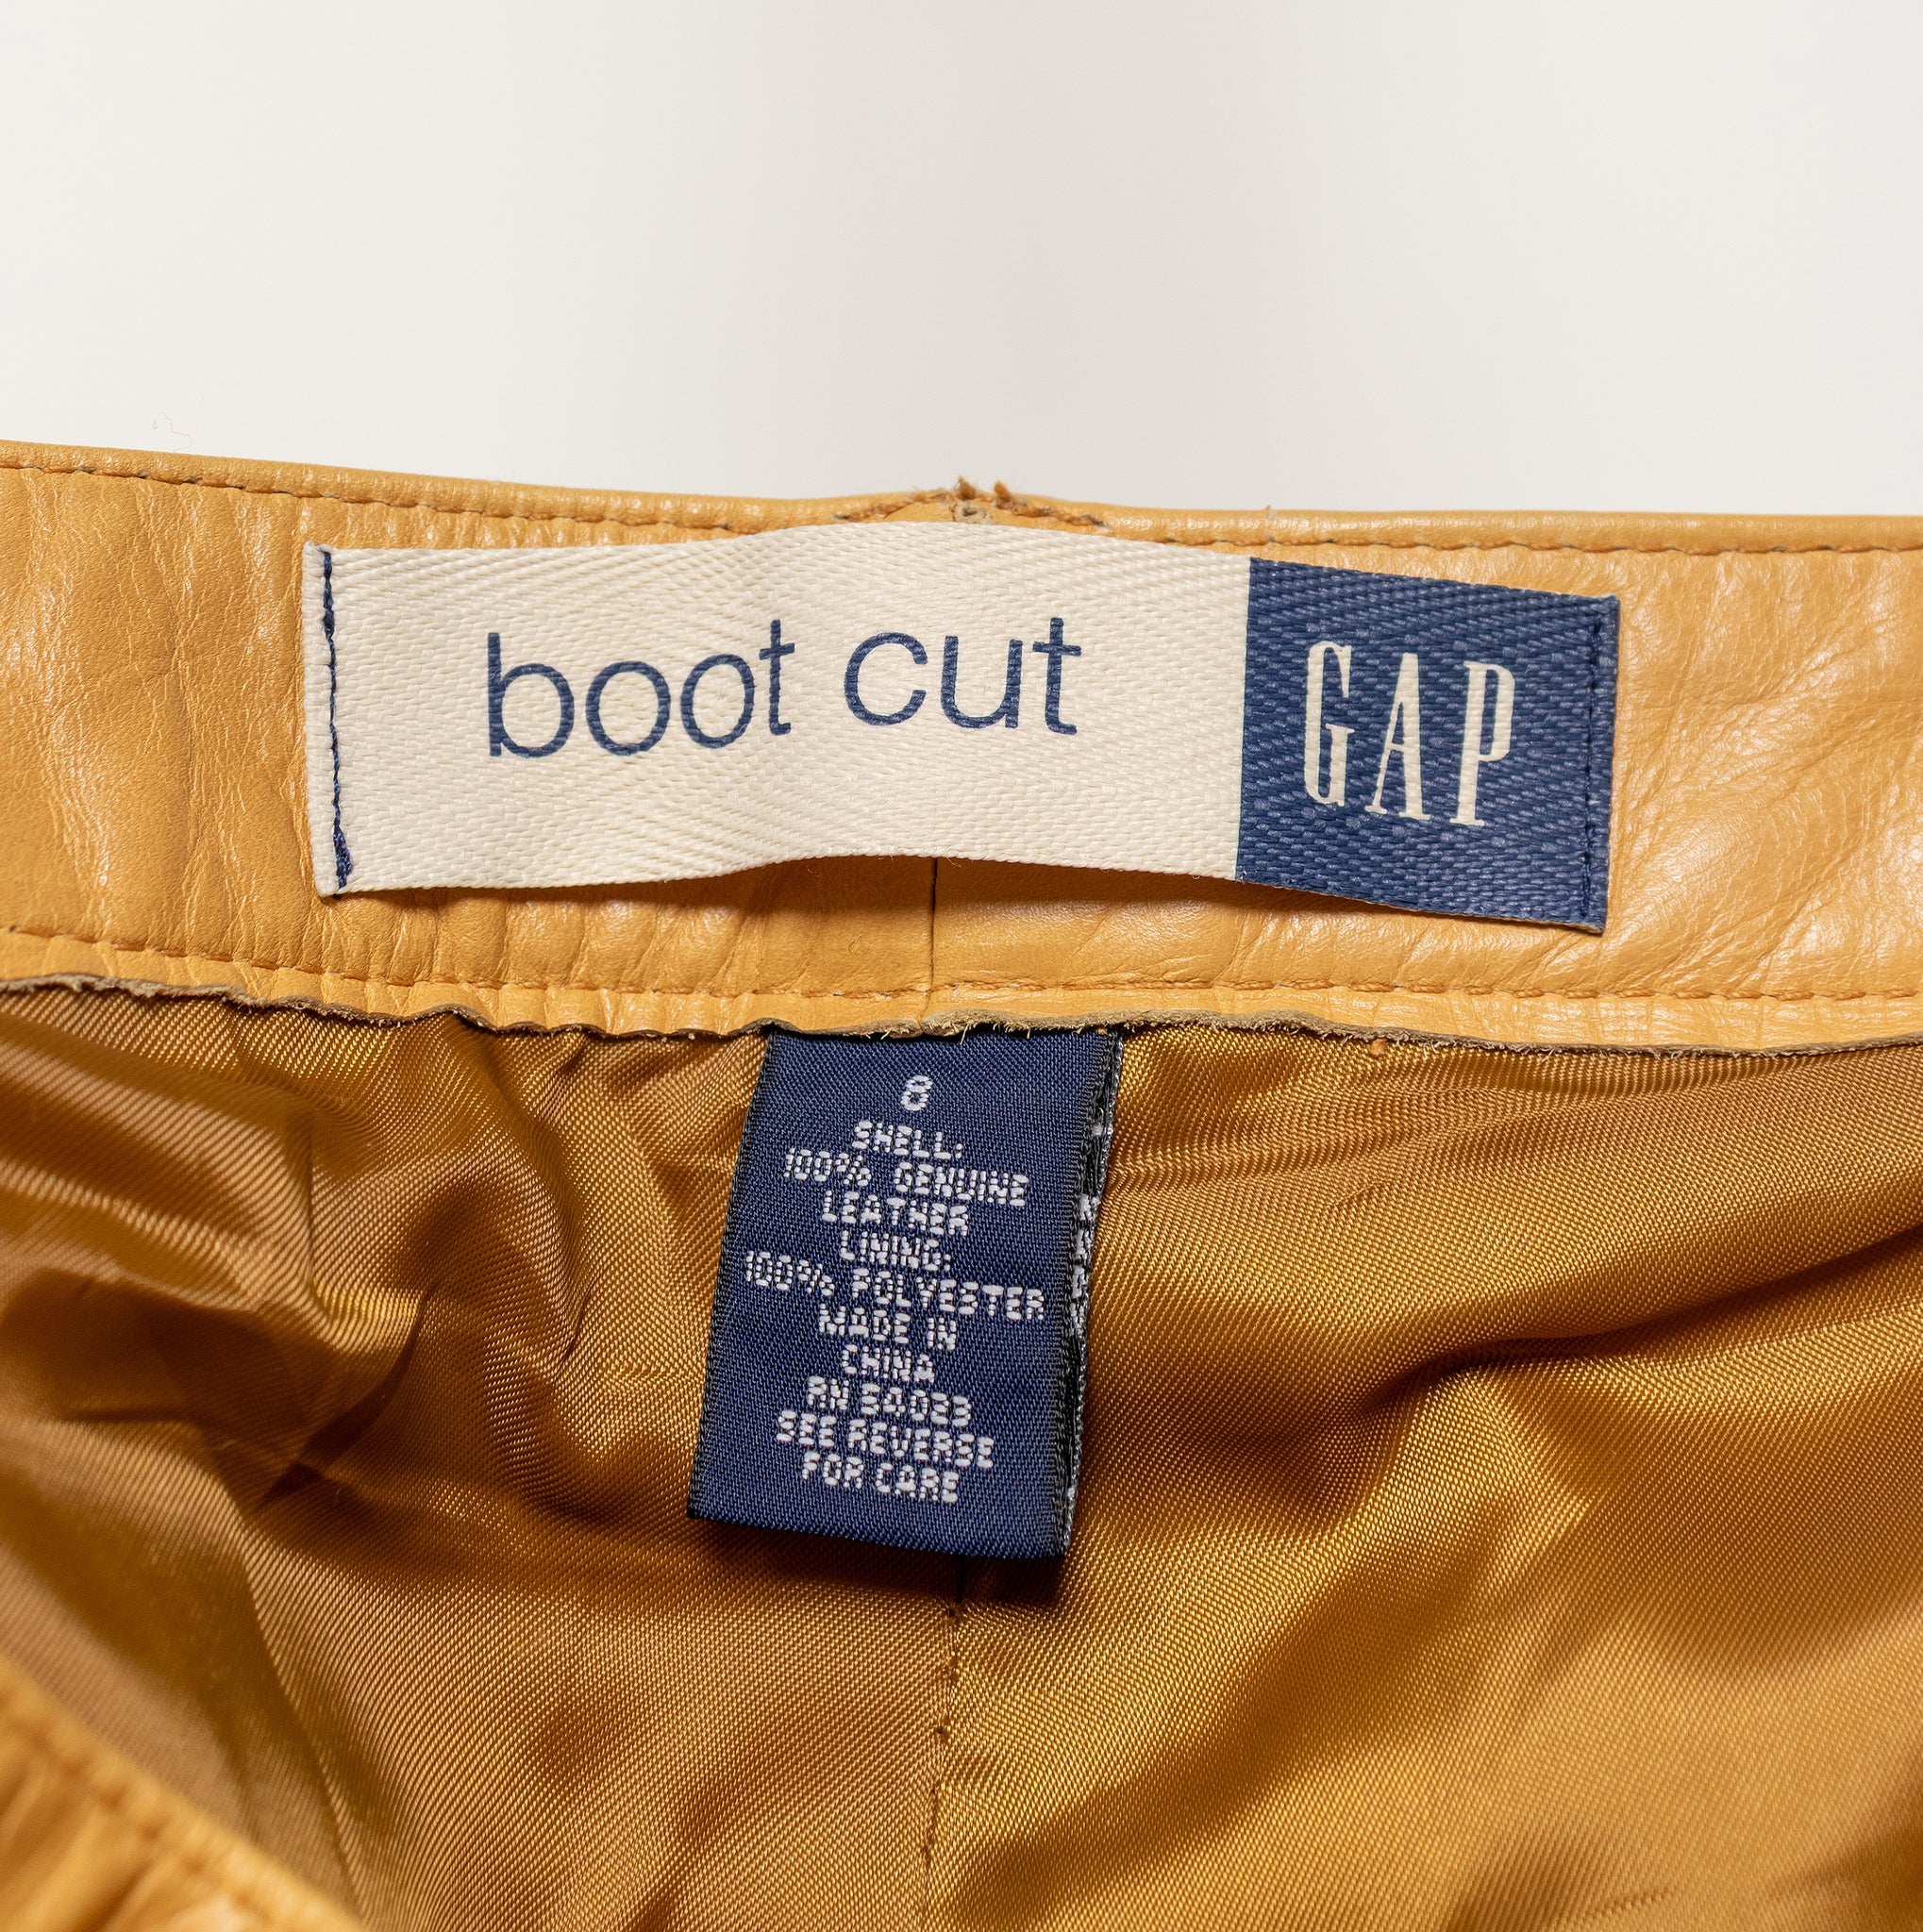 boot cut GAP
8
SHELL:
100% GENUINE
LEATHER
LINING:
100% POLYESTER
MADE IN
CHINA
RN 54023
SEE REVERSE
FOR CARE